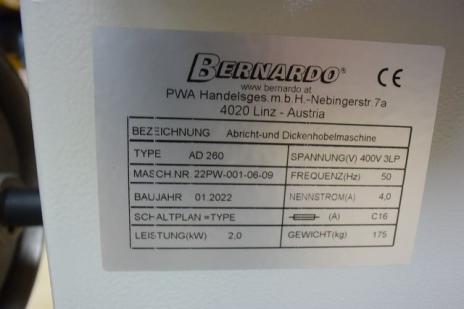 BERNARDO®
CE
www.bernardo.at
PWA Handelsges.m.b.H.-Nebingerstr.7a
4020 Linz - Austria
BEZEICHNUNG Abricht-und Dickenhobelmaschine
TYPE AD 260 SPANNUNG(V) 400V 3LP
MASCH.NR. 22PW-001-06-09 FREQUENZ(Hz) 50
BAUJAHR 01.2022 NENNSTROM(A) 4,0
SCHALTPLAN =TYPE (A) C16
LEISTUNG(kW) 2,0 GEWICHT(kg) 175